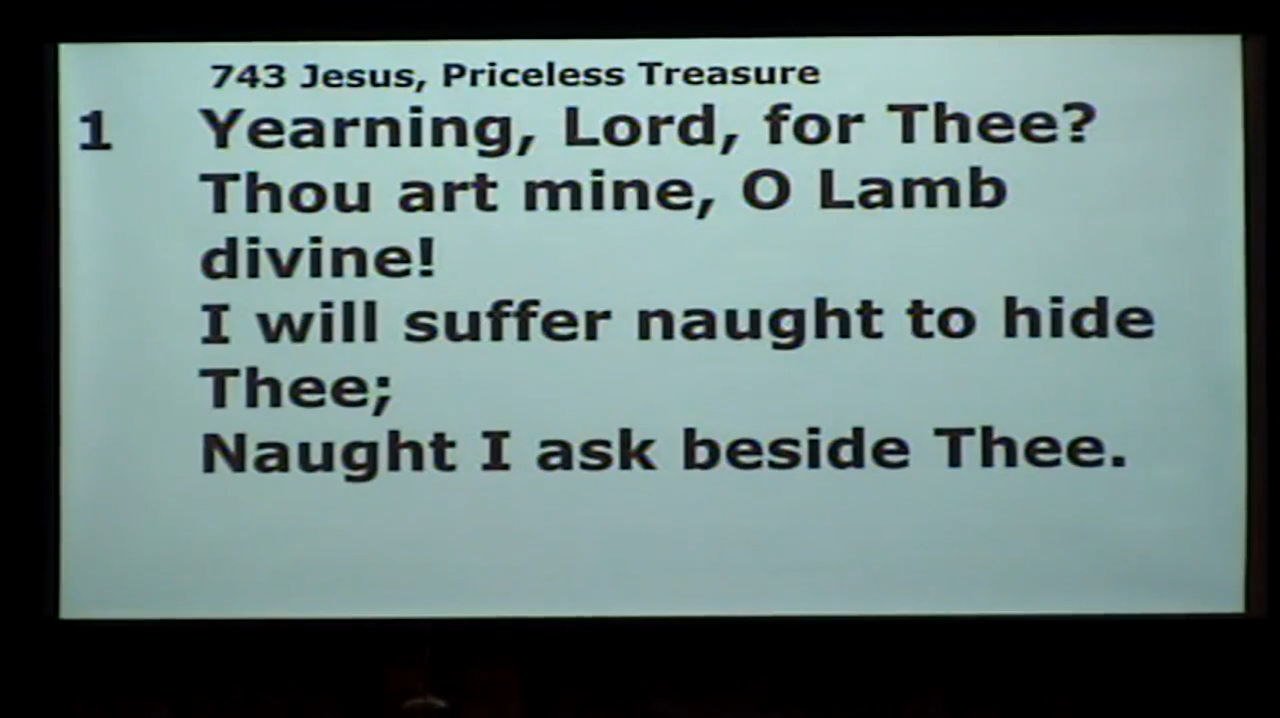 743 Jesus, Priceless Treasure
1 Yearning, Lord, for Thee?
Thou art mine, O Lamb
divine!
I will suffer naught to hide
Thee;
Naught I ask beside Thee.